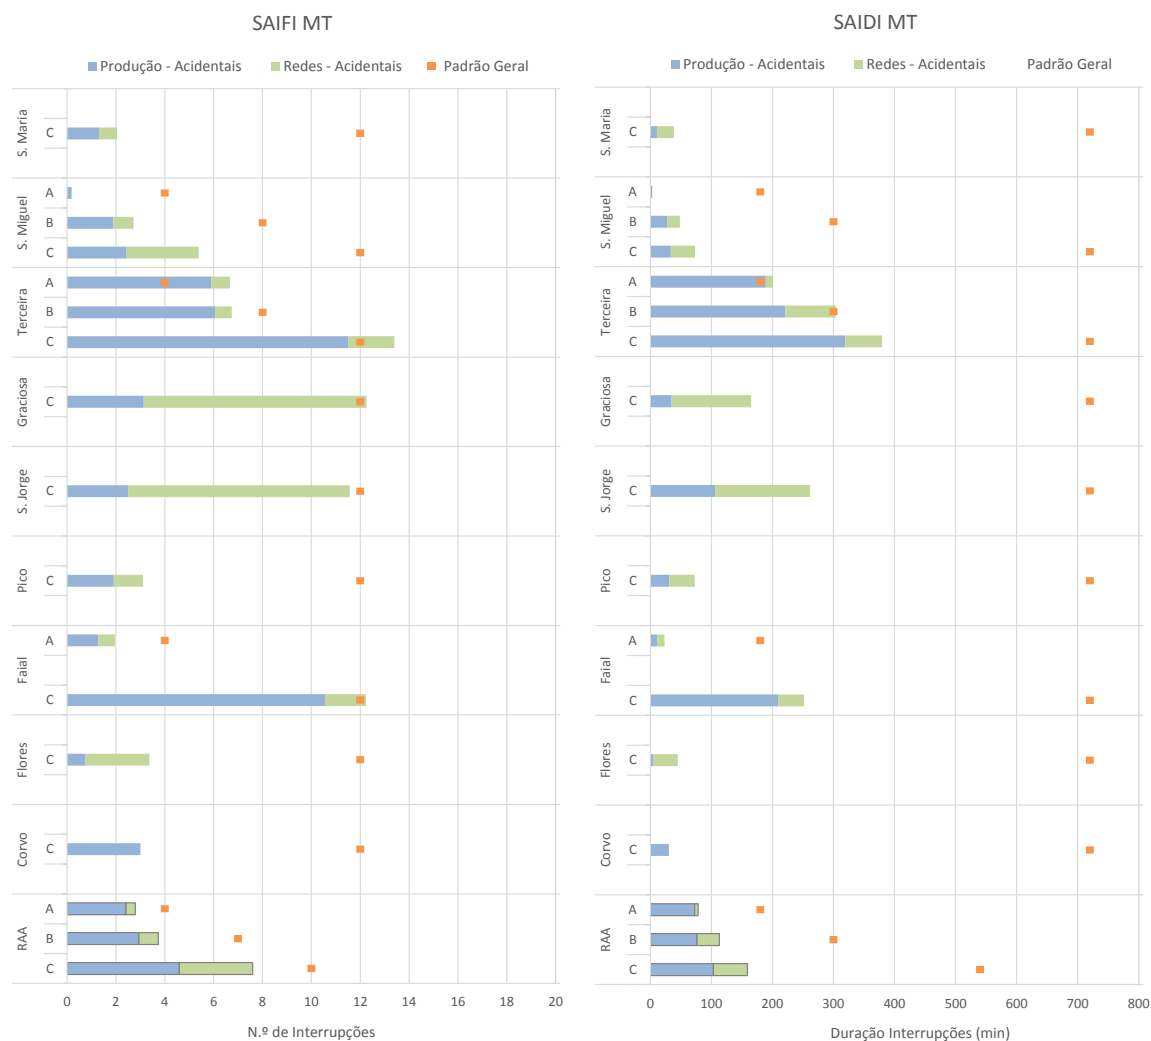 SAIFI MT
Produção - Acidentais Redes - Acidentais Padrão Geral
S. Maria
C
S. Miguel
A
B
C
Terceira
A
B
C
Graciosa
C
S. Jorge
C
Pico
C
Faial
A
C
Flores
C
Corvo
C
RAA
A
B
C
0 2 4 6 8 10 12 14 16 18 20
N.º de Interrupções
SAIDI MT
Produção - Acidentais Redes - Acidentais Padrão Geral
S. Maria
C
S. Miguel
A
B
C
Terceira
A
B
C
Graciosa
C
S. Jorge
C
Pico
C
Faial
A
C
Flores
C
Corvo
C
RAA
A
B
C
0 100 200 300 400 500 600 700 800
Duração Interrupções (min)